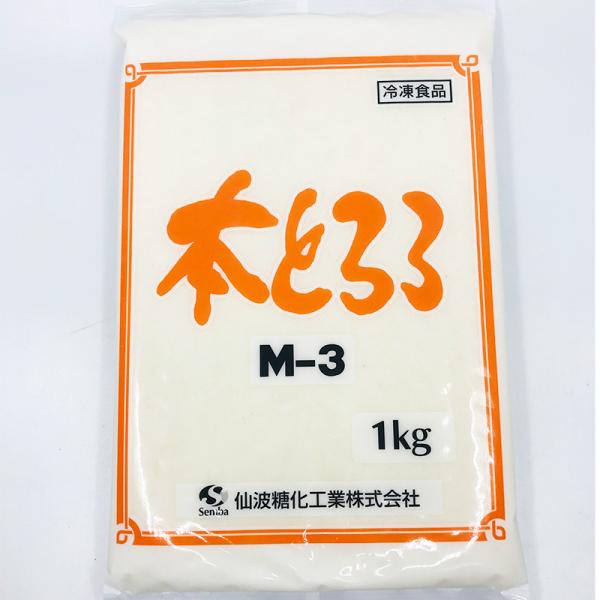 冷凍食品
本とろろ
M-3
1kg
Senba 仙波糖化工業株式会社